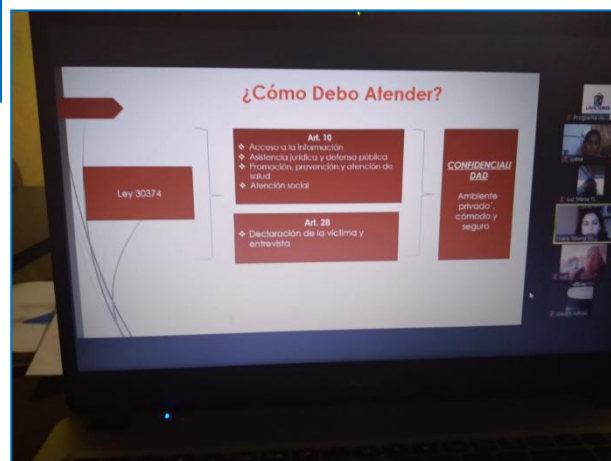 ¿Cómo Debo Atender?
Ley 30374
Art. 10
❖ Acceso a la información
❖ Asistencia jurídica y defensa pública
❖ Promoción, prevención y atención de
salud
❖ Atención social
Art. 28
❖ Declaración de la víctima y
entrevista
CONFIDENCIALI
DAD
Ambiente
privado,
cómodo y
seguro